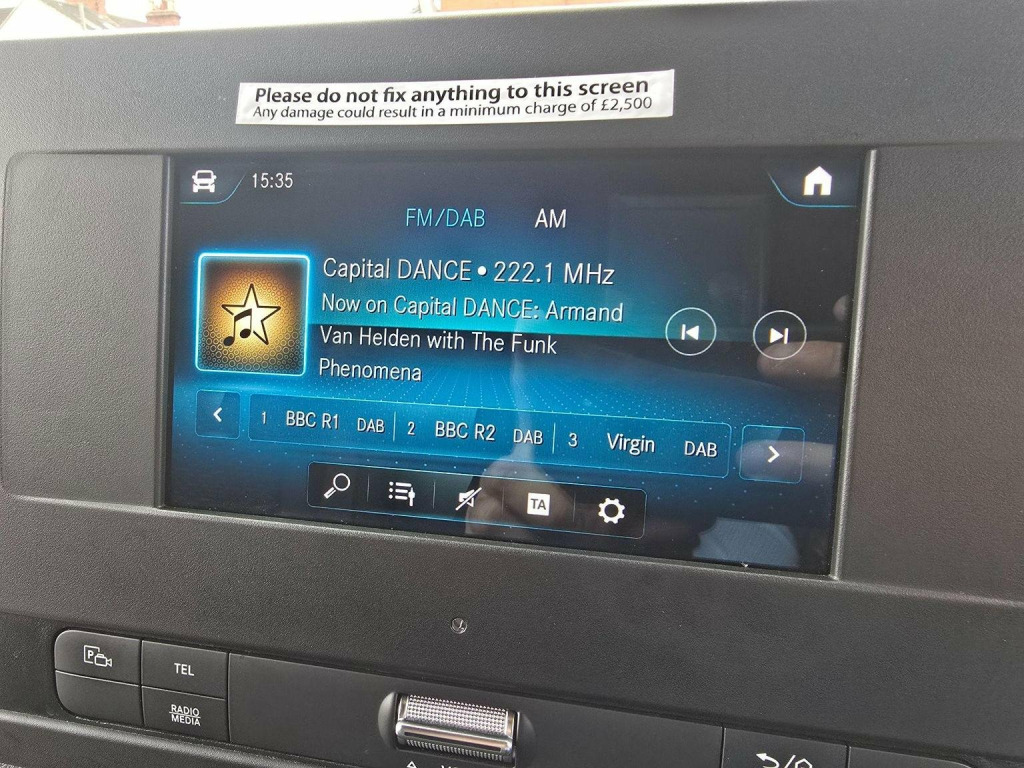 Please do not fix anything to this screen
Any damage could result in a minimum charge of £2,500
15:35
FM/DAB AM
Capital DANCE • 222.1 MHz
Now on Capital DANCE: Armand
Van Helden with The Funk
Phenomena
1 BBC R1 DAB 2 BBC R2 DAB 3 Virgin DAB
TA
P
TEL
RADIO
MEDIA